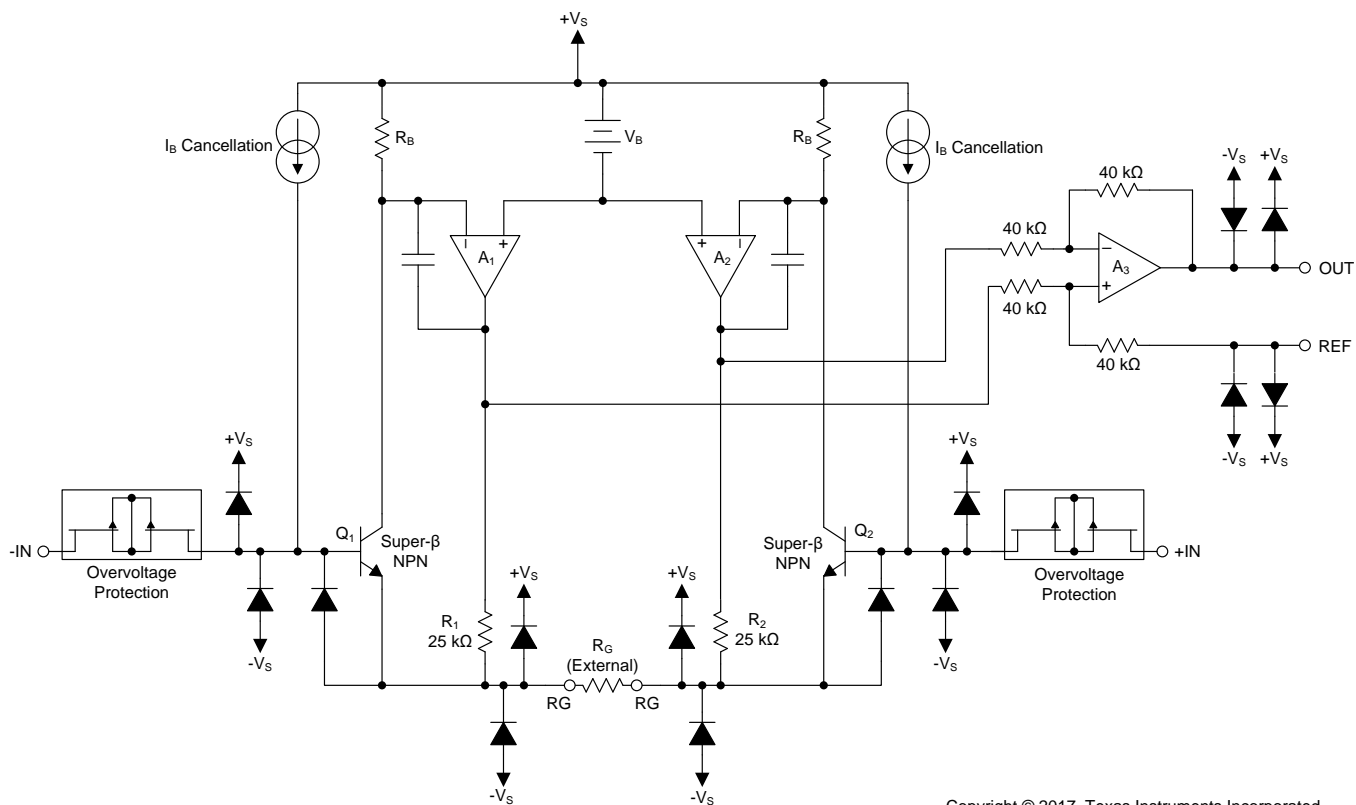 +VS
RB
VB
RB
IB Cancellation
IB Cancellation
-VS
+VS
40 kΩ
40 kΩ
−
+
A1
+
−
A2
−
+
A3
OUT
40 kΩ
40 kΩ
REF
-VS
+VS
+VS
+VS
-IN
Overvoltage
Protection
Q1
Super-β
NPN
Super-β
NPN
Q2
+IN
Overvoltage
Protection
-VS
+VS
+VS
-VS
R1
25 kΩ
R2
25 kΩ
RG
(External)
RG
RG
-VS
-VS
Copyright © 2017, Texas Instruments Incorporated